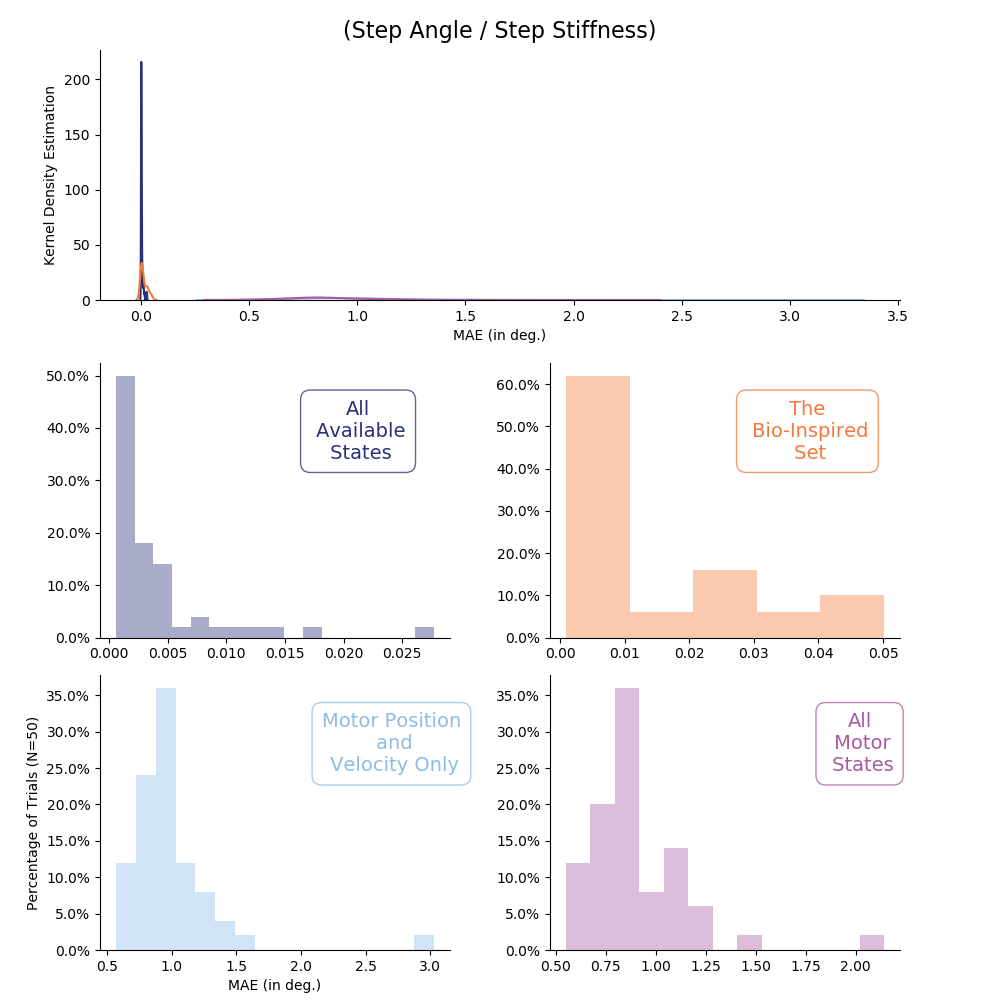 (Step Angle / Step Stiffness)
Kernel Density Estimation
200
150
100
50
0
0.0 0.5 1.0 1.5 2.0 2.5 3.0 3.5
MAE (in deg.)
50.0%
40.0%
30.0%
20.0%
10.0%
0.0%
0.000 0.005 0.010 0.015 0.020 0.025
All
Available
States
60.0%
50.0%
40.0%
30.0%
20.0%
10.0%
0.0%
0.00 0.01 0.02 0.03 0.04 0.05
The
Bio-Inspired
Set
Percentage of Trials (N=50)
35.0%
30.0%
25.0%
20.0%
15.0%
10.0%
5.0%
0.0%
0.5 1.0 1.5 2.0 2.5 3.0
MAE (in deg.)
Motor Position
and
Velocity Only
35.0%
30.0%
25.0%
20.0%
15.0%
10.0%
5.0%
0.0%
0.50 0.75 1.00 1.25 1.50 1.75 2.00
All
Motor
States